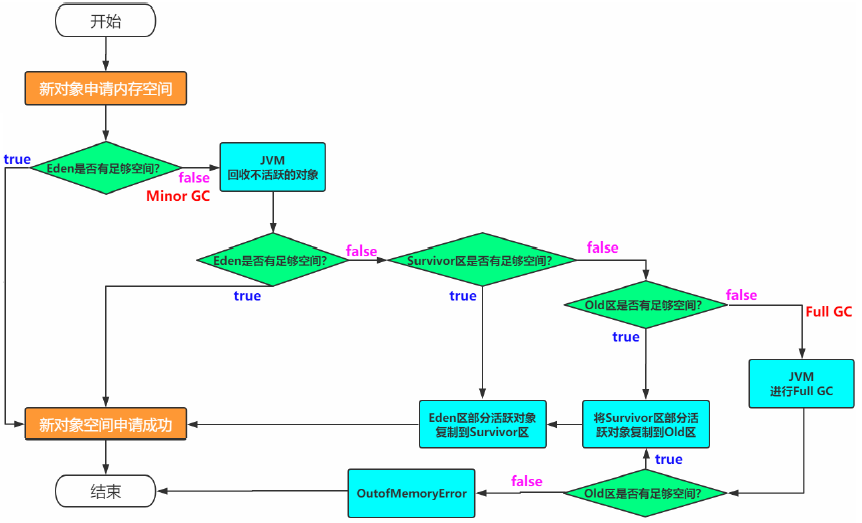 开始
新对象申请内存空间
Eden是否有足够空间?
true
false
Minor GC
JVM
回收不活跃的对象
Eden是否有足够空间?
false
true
Survivor区是否有足够空间?
false
true
Old区是否有足够空间?
false
Full GC
true
JVM
进行Full GC
新对象空间申请成功
Eden区部分活跃对象
复制到Survivor区
将Survivor区部分活
跃对象复制到Old区
true
结束
OutofMemoryError
false
Old区是否有足够空间?